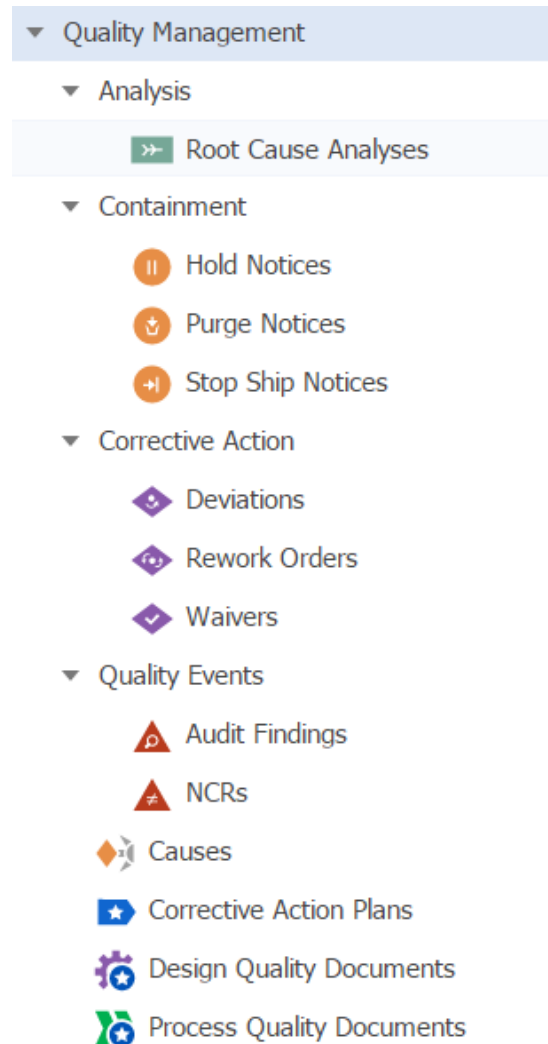 Quality Management
Analysis
Root Cause Analyses
Containment
Hold Notices
Purge Notices
Stop Ship Notices
Corrective Action
Deviations
Rework Orders
Waivers
Quality Events
Audit Findings
NCRs
Causes
Corrective Action Plans
Design Quality Documents
Process Quality Documents